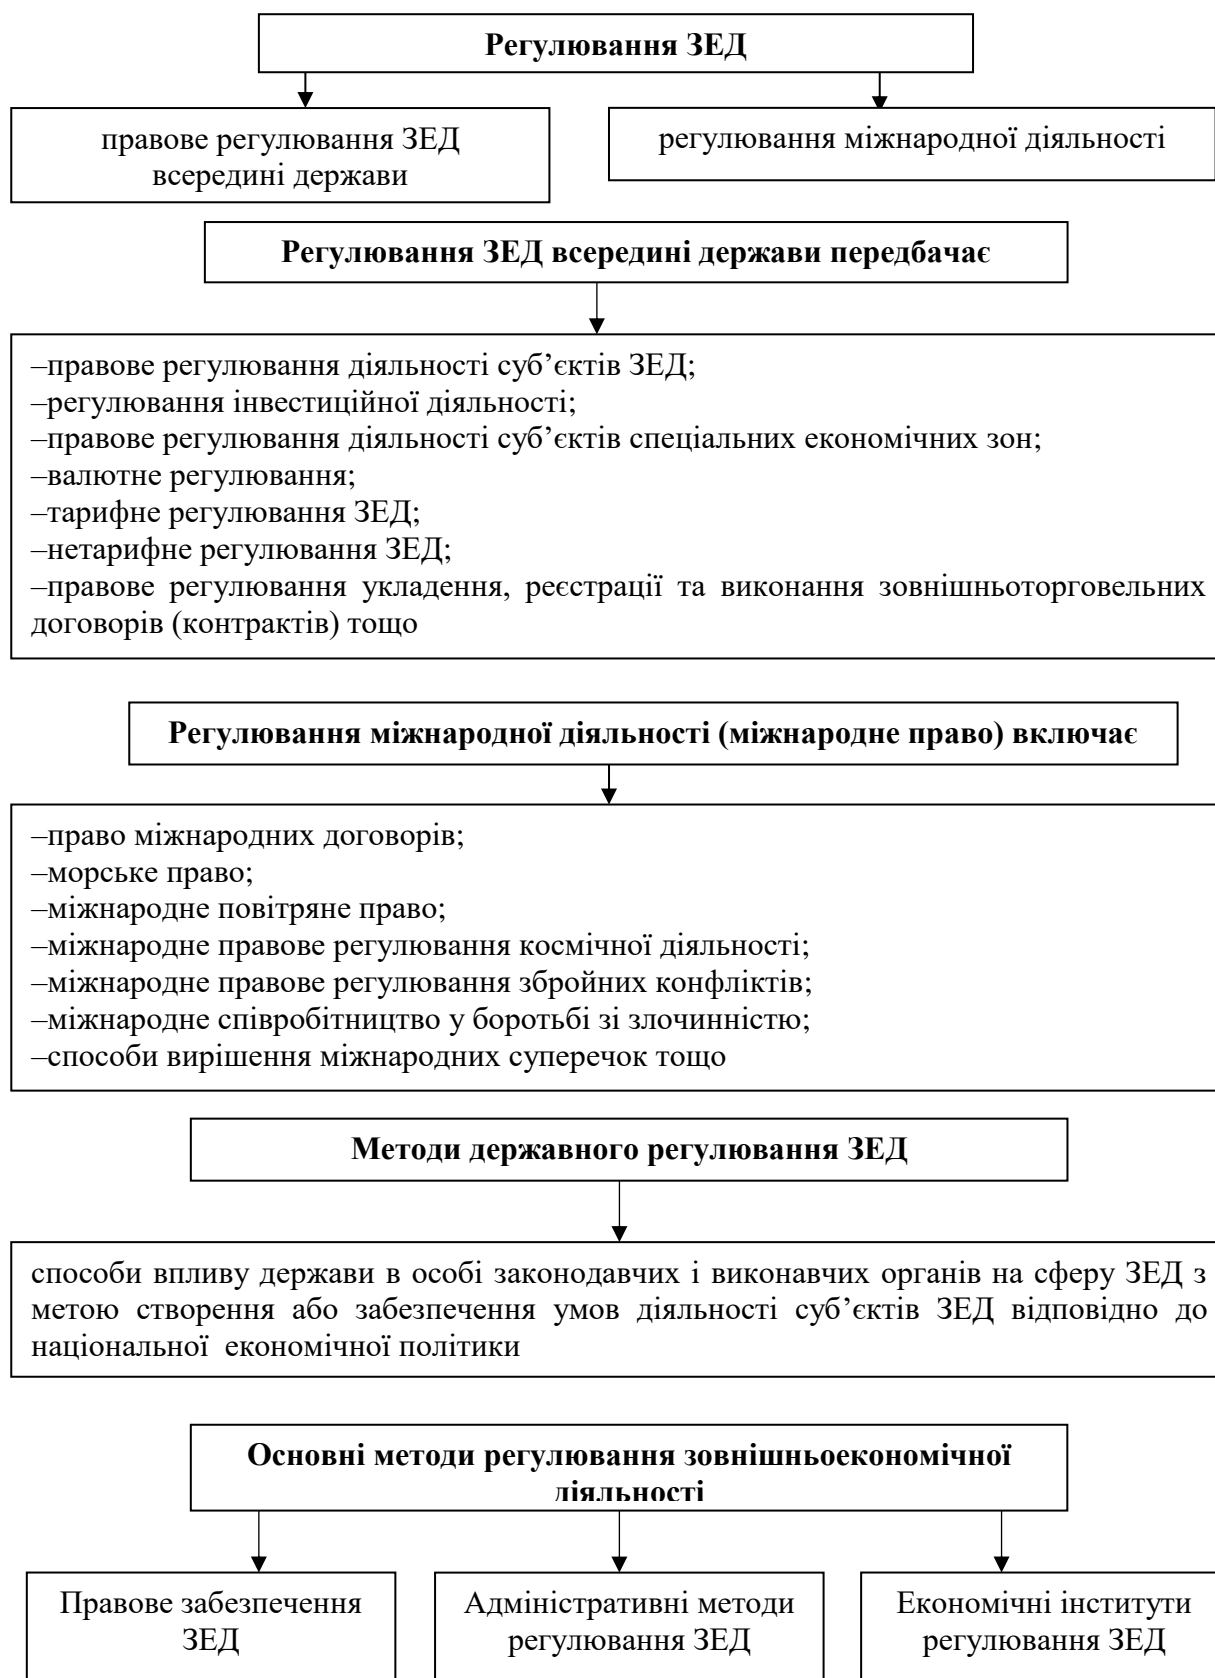 Регулювання ЗЕД
правове регулювання ЗЕД
всередині держави
регулювання міжнародної діяльності
Регулювання ЗЕД всередині держави передбачає
–правове регулювання діяльності суб’єктів ЗЕД;
–регулювання інвестиційної діяльності;
–правове регулювання діяльності суб’єктів спеціальних економічних зон;
–валютне регулювання;
–тарифне регулювання ЗЕД;
–нетарифне регулювання ЗЕД;
–правове регулювання укладення, реєстрації та виконання зовнішньоторговельних
договорів (контрактів) тощо
Регулювання міжнародної діяльності (міжнародне право) включає
–право міжнародних договорів;
–морське право;
–міжнародне повітряне право;
–міжнародне правове регулювання космічної діяльності;
–міжнародне правове регулювання збройних конфліктів;
–міжнародне співробітництво у боротьбі зі злочинністю;
–способи вирішення міжнародних суперечок тощо
Методи державного регулювання ЗЕД
способи впливу держави в особі законодавчих і виконавчих органів на сферу ЗЕД з
метою створення або забезпечення умов діяльності суб’єктів ЗЕД відповідно до
національної економічної політики
Основні методи регулювання зовнішньоекономічної
діяльності
Правове забезпечення
ЗЕД
Адміністративні методи
регулювання ЗЕД
Економічні інститути
регулювання ЗЕД